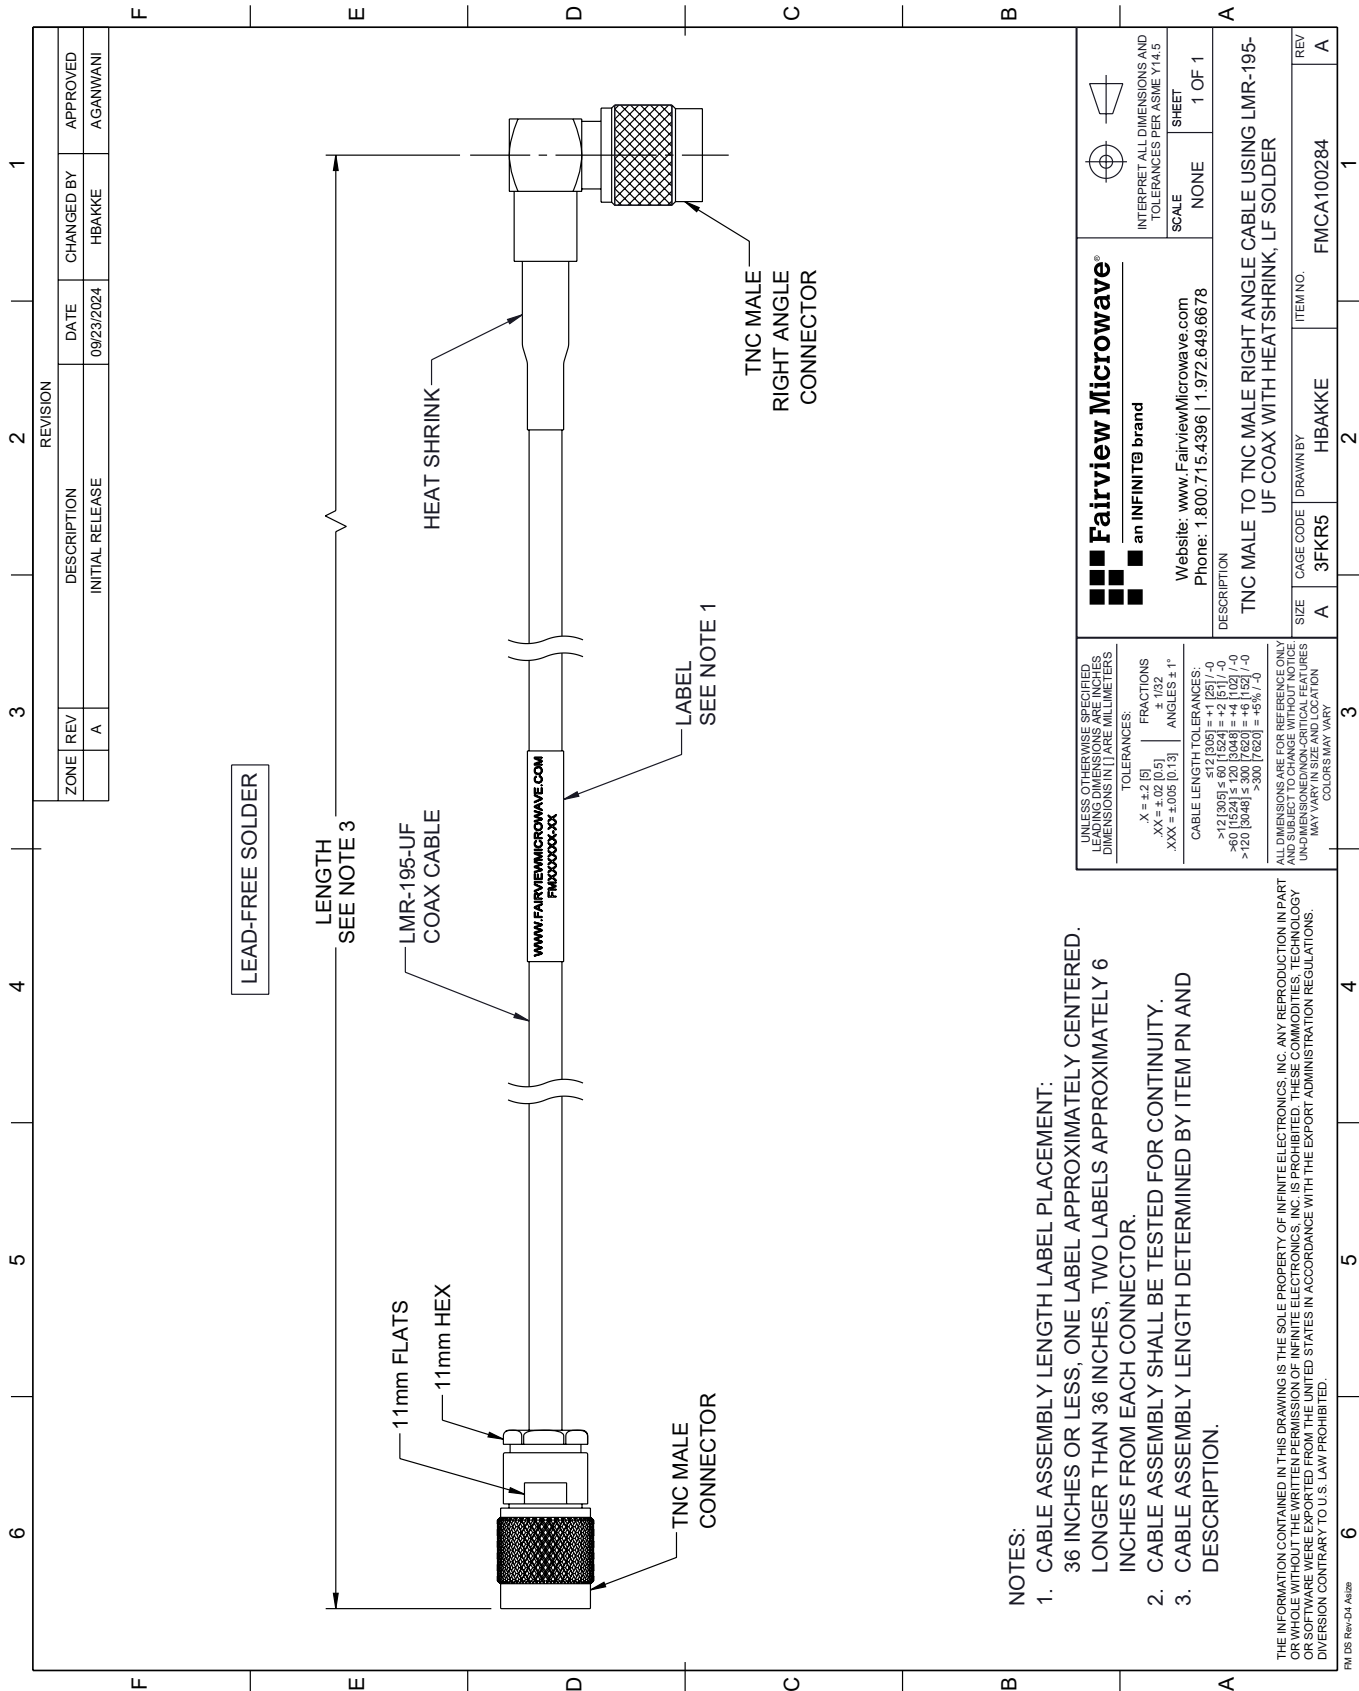 6
5
4
3
2
1
F
E
D
C
B
A
F
E
D
C
B
A
6
5
4
3
2
1
REVISION
ZONE REV DESCRIPTION DATE CHANGED BY APPROVED
A INITIAL RELEASE 09/23/2024 HBAKKE AGANWANI
LEAD-FREE SOLDER
LENGTH
SEE NOTE 3
11mm FLATS
11mm HEX
LMR-195-UF
COAX CABLE
HEAT SHRINK
WWW.FAIRVIEWMICROWAVE.COM
FMXXXXXX-XX
TNC MALE
CONNECTOR
LABEL
SEE NOTE 1
TNC MALE
RIGHT ANGLE
CONNECTOR
NOTES:
1. CABLE ASSEMBLY LENGTH LABEL PLACEMENT:
36 INCHES OR LESS, ONE LABEL APPROXIMATELY CENTERED.
LONGER THAN 36 INCHES, TWO LABELS APPROXIMATELY 6
INCHES FROM EACH CONNECTOR.
2. CABLE ASSEMBLY SHALL BE TESTED FOR CONTINUITY.
3. CABLE ASSEMBLY LENGTH DETERMINED BY ITEM PN AND
DESCRIPTION.
THE INFORMATION CONTAINED IN THIS DRAWING IS THE SOLE PROPERTY OF INFINITE ELECTRONICS, INC. ANY REPRODUCTION IN PART
OR WHOLE WITHOUT THE WRITTEN PERMISSION OF INFINITE ELECTRONICS, INC. IS PROHIBITED. THESE COMMODITIES, TECHNOLOGY
OR SOFTWARE WERE EXPORTED FROM THE UNITED STATES IN ACCORDANCE WITH THE EXPORT ADMINISTRATION REGULATIONS.
DIVERSION CONTRARY TO U.S. LAW PROHIBITED.
FM DS Rev-D4 Asize
UNLESS OTHERWISE SPECIFIED
LEADING DIMENSIONS ARE INCHES
DIMENSIONS IN [ ] ARE MILLIMETERS
TOLERANCES:
.X = ±.2 [5]
.XX = ±.02 [0.5]
.XXX = ±.005 [0.13]
FRACTIONS
± 1/32
ANGLES ± 1°
CABLE LENGTH TOLERANCES:
≤12 [305] = +1 [25] / -0
>12 [305] ≤ 60 [1524] = +2 [51] / -0
>60 [1524] ≤ 120 [3048] = +4 [102] / -0
>120 [3048] ≤ 300 [7620] = +6 [152] / -0
>300 [7620] = +5% / -0
ALL DIMENSIONS ARE FOR REFERENCE ONLY
AND SUBJECT TO CHANGE WITHOUT NOTICE.
UN-DIMENSIONED/NON-CRITICAL FEATURES
MAY VARY IN SIZE AND LOCATION
COLORS MAY VARY
Fairview Microwave®
an INFINIT@ brand
Website: www.FairviewMicrowave.com
Phone: 1.800.715.4396 | 1.972.649.6678
INTERPRET ALL DIMENSIONS AND
TOLERANCES PER ASME Y14.5
SCALE
NONE
SHEET
1 OF 1
DESCRIPTION
TNC MALE TO TNC MALE RIGHT ANGLE CABLE USING LMR-195-
UF COAX WITH HEATSHRINK, LF SOLDER
SIZE
A
CAGE CODE
3FKR5
DRAWN BY
HBAKKE
ITEM NO.
FMCA100284
REV
A